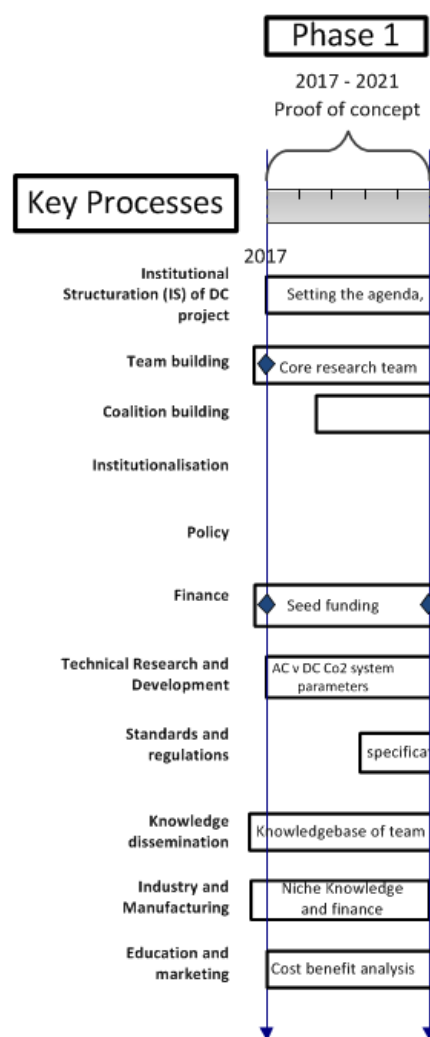 Phase 1
2017 - 2021
Proof of concept
Key Processes
2017
Institutional
Structuration (IS) of DC
project
Setting the agenda,
Team building
Core research team
Coalition building
Institutionalisation
Policy
Finance
Seed funding
Technical Research and
Development
AC v DC Co2 system
parameters
Standards and
regulations
specificat
Knowledge
dissemination
Knowledgebase of team
Industry and
Manufacturing
Niche Knowledge
and finance
Education and
marketing
Cost benefit analysis